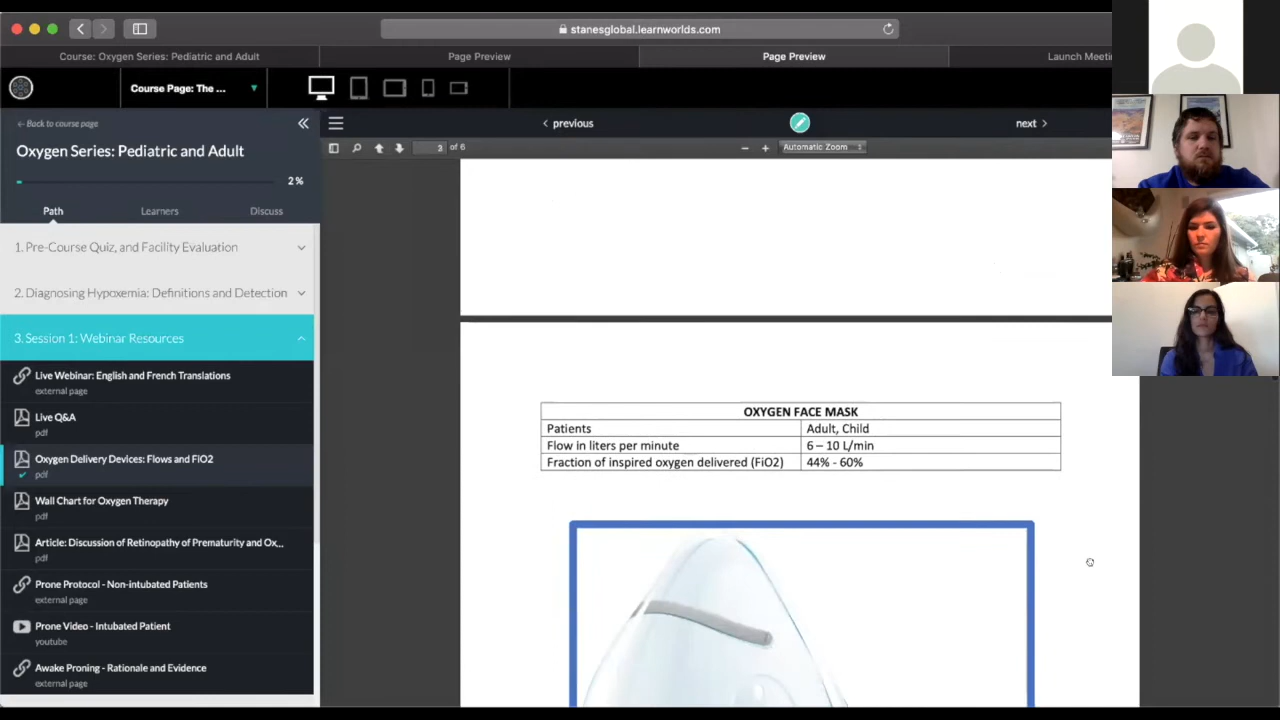 stanesglobal.learnworlds.com
Course: Oxygen Series: Pediatric and Adult
Page Preview
Page Preview
Launch Meeti
Course Page: The ...
← Back to course page
Oxygen Series: Pediatric and Adult
2 %
Path
Learners
Discuss
1. Pre-Course Quiz, and Facility Evaluation
2. Diagnosing Hypoxemia: Definitions and Detection
3. Session 1: Webinar Resources
Live Webinar: English and French Translations
external page
Live Q&A
pdf
Oxygen Delivery Devices: Flows and FiO2
pdf
Wall Chart for Oxygen Therapy
pdf
Article: Discussion of Retinopathy of Prematurity and Ox...
pdf
Prone Protocol - Non-intubated Patients
external page
Prone Video - Intubated Patient
youtube
Awake Proning - Rationale and Evidence
external page
previous
next
3 of 6
Automatic Zoom
OXYGEN FACE MASK
Patients Adult, Child
Flow in liters per minute 6 – 10 L/min
Fraction of inspired oxygen delivered (FiO2) 44% - 60%